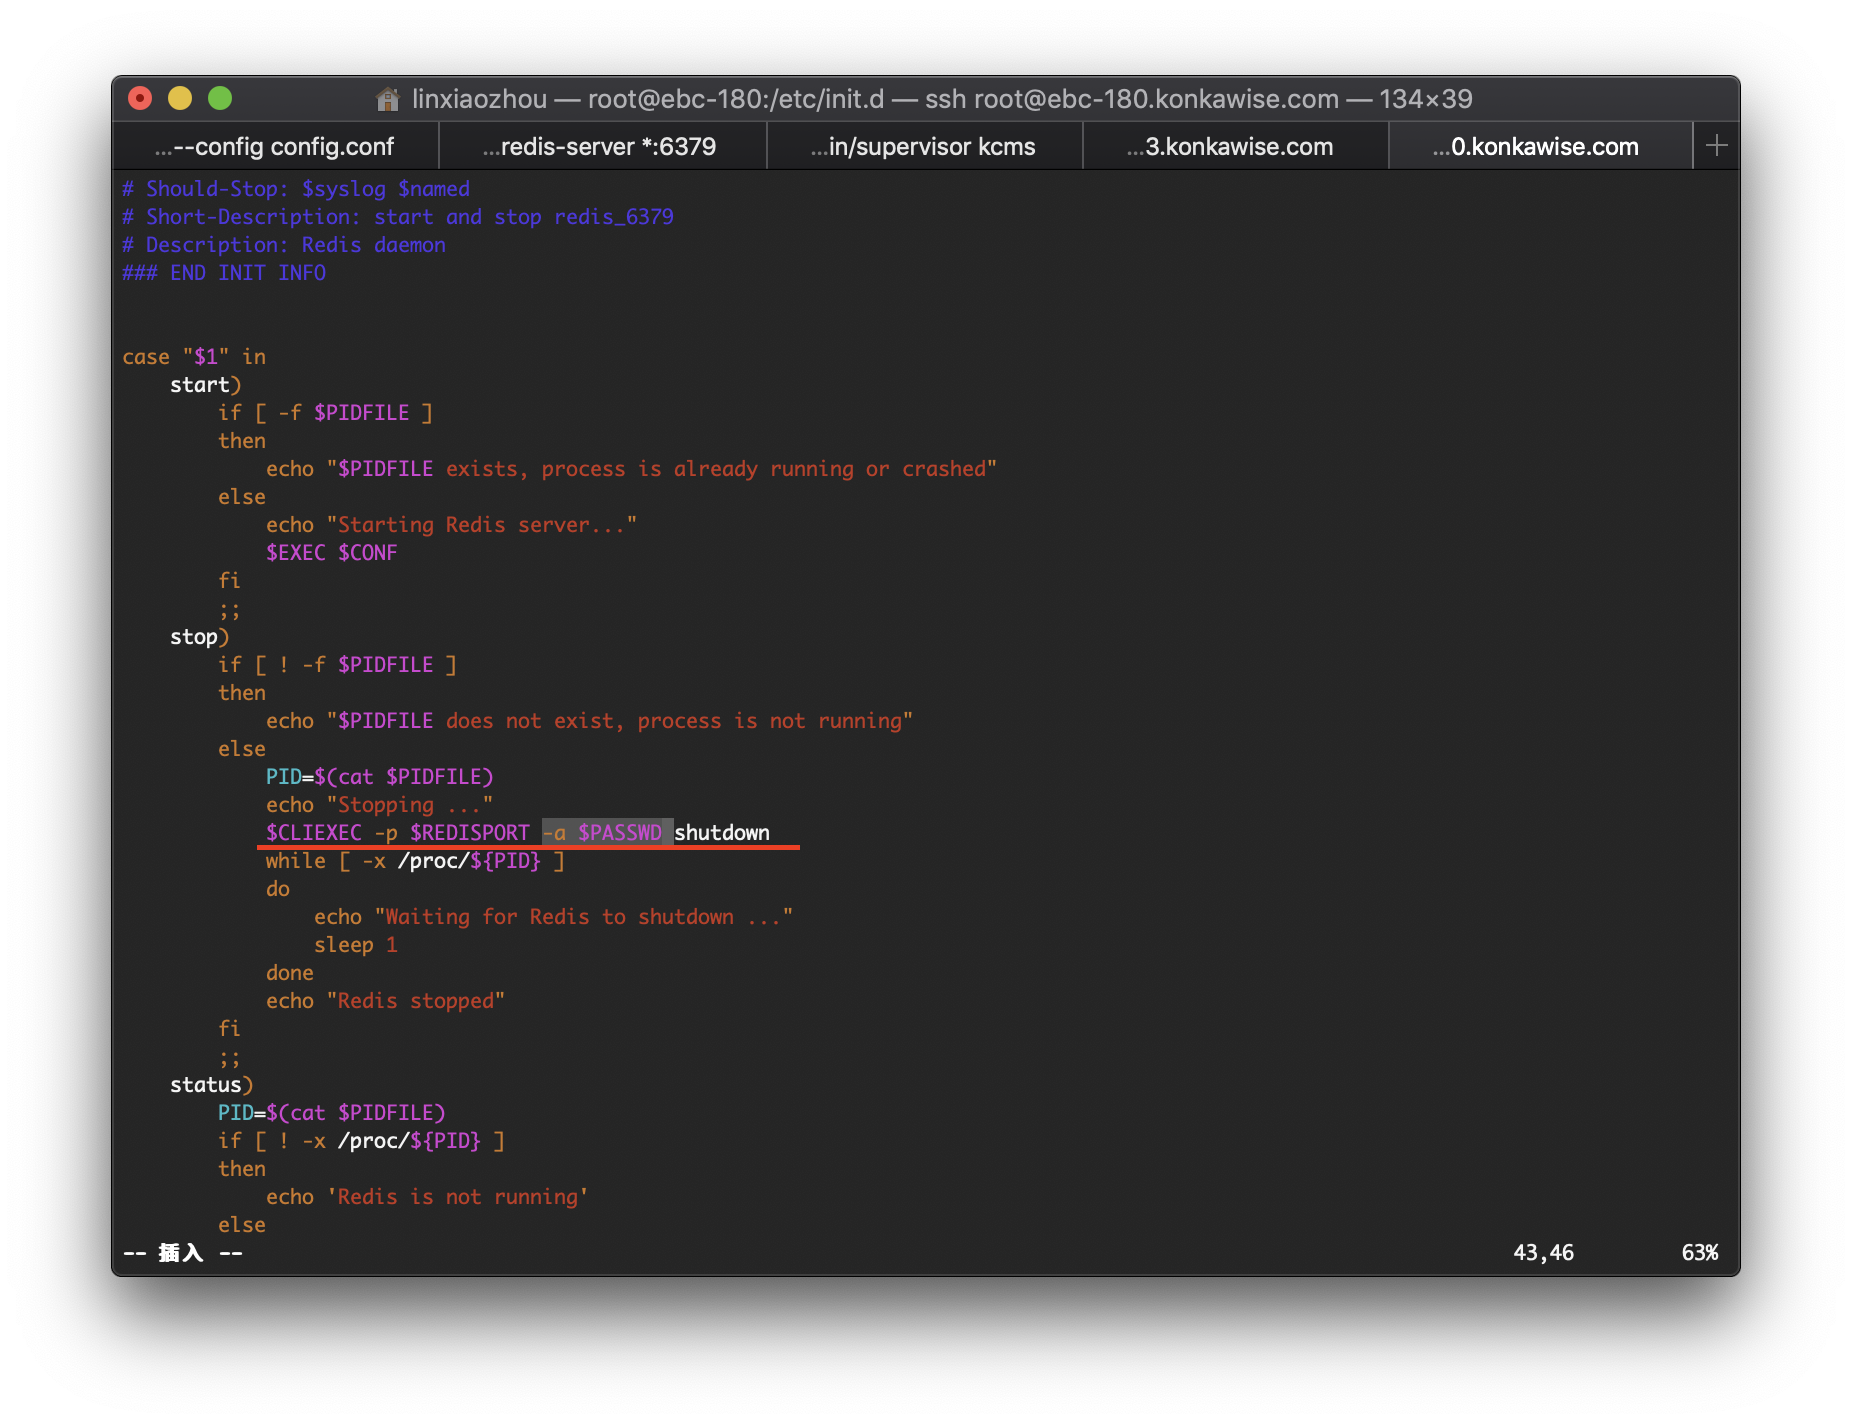 linxiaozhou — root@ebc-180:/etc/init.d — ssh root@ebc-180.konkawise.com — 134×39
...--config config.conf
...redis-server *:6379
...in/supervisor kcms
...3.konkawise.com
...0.konkawise.com
# Should-Stop: $syslog $named
# Short-Description: start and stop redis_6379
# Description: Redis daemon
### END INIT INFO
case "$1" in
    start)
        if [ -f $PIDFILE ]
        then
            echo "$PIDFILE exists, process is already running or crashed"
        else
            echo "Starting Redis server..."
            $EXEC $CONF
        fi
        ;;
    stop)
        if [ ! -f $PIDFILE ]
        then
            echo "$PIDFILE does not exist, process is not running"
        else
            PID=$(cat $PIDFILE)
            echo "Stopping ..."
            $CLIEXEC -p $REDISPORT -a $PASSWD shutdown
            while [ -x /proc/${PID} ]
            do
                echo "Waiting for Redis to shutdown ..."
                sleep 1
            done
            echo "Redis stopped"
        fi
        ;;
    status)
        PID=$(cat $PIDFILE)
        if [ ! -x /proc/${PID} ]
        then
            echo 'Redis is not running'
        else
-- 插入 --
43,46
63%